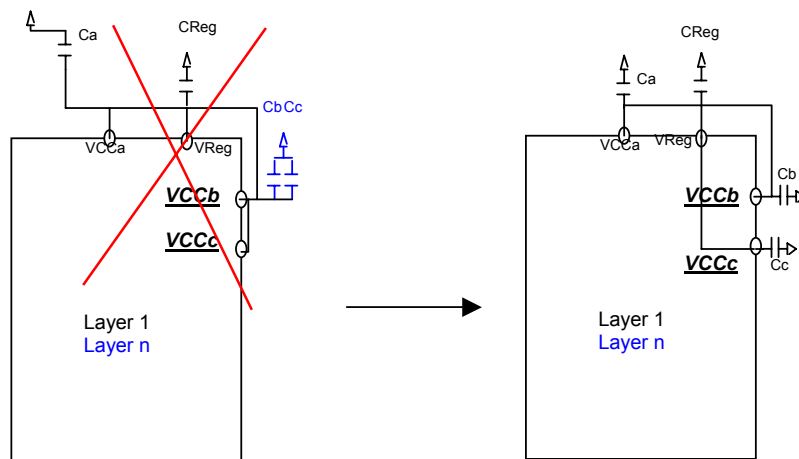 Ca
CReg
CbCc
VCCa
VReg
VCCb
VCCc
Layer 1
Layer n
CReg
Ca
VCCa
VReg
Cb
VCCb
Cc
VCCc
Layer 1
Layer n